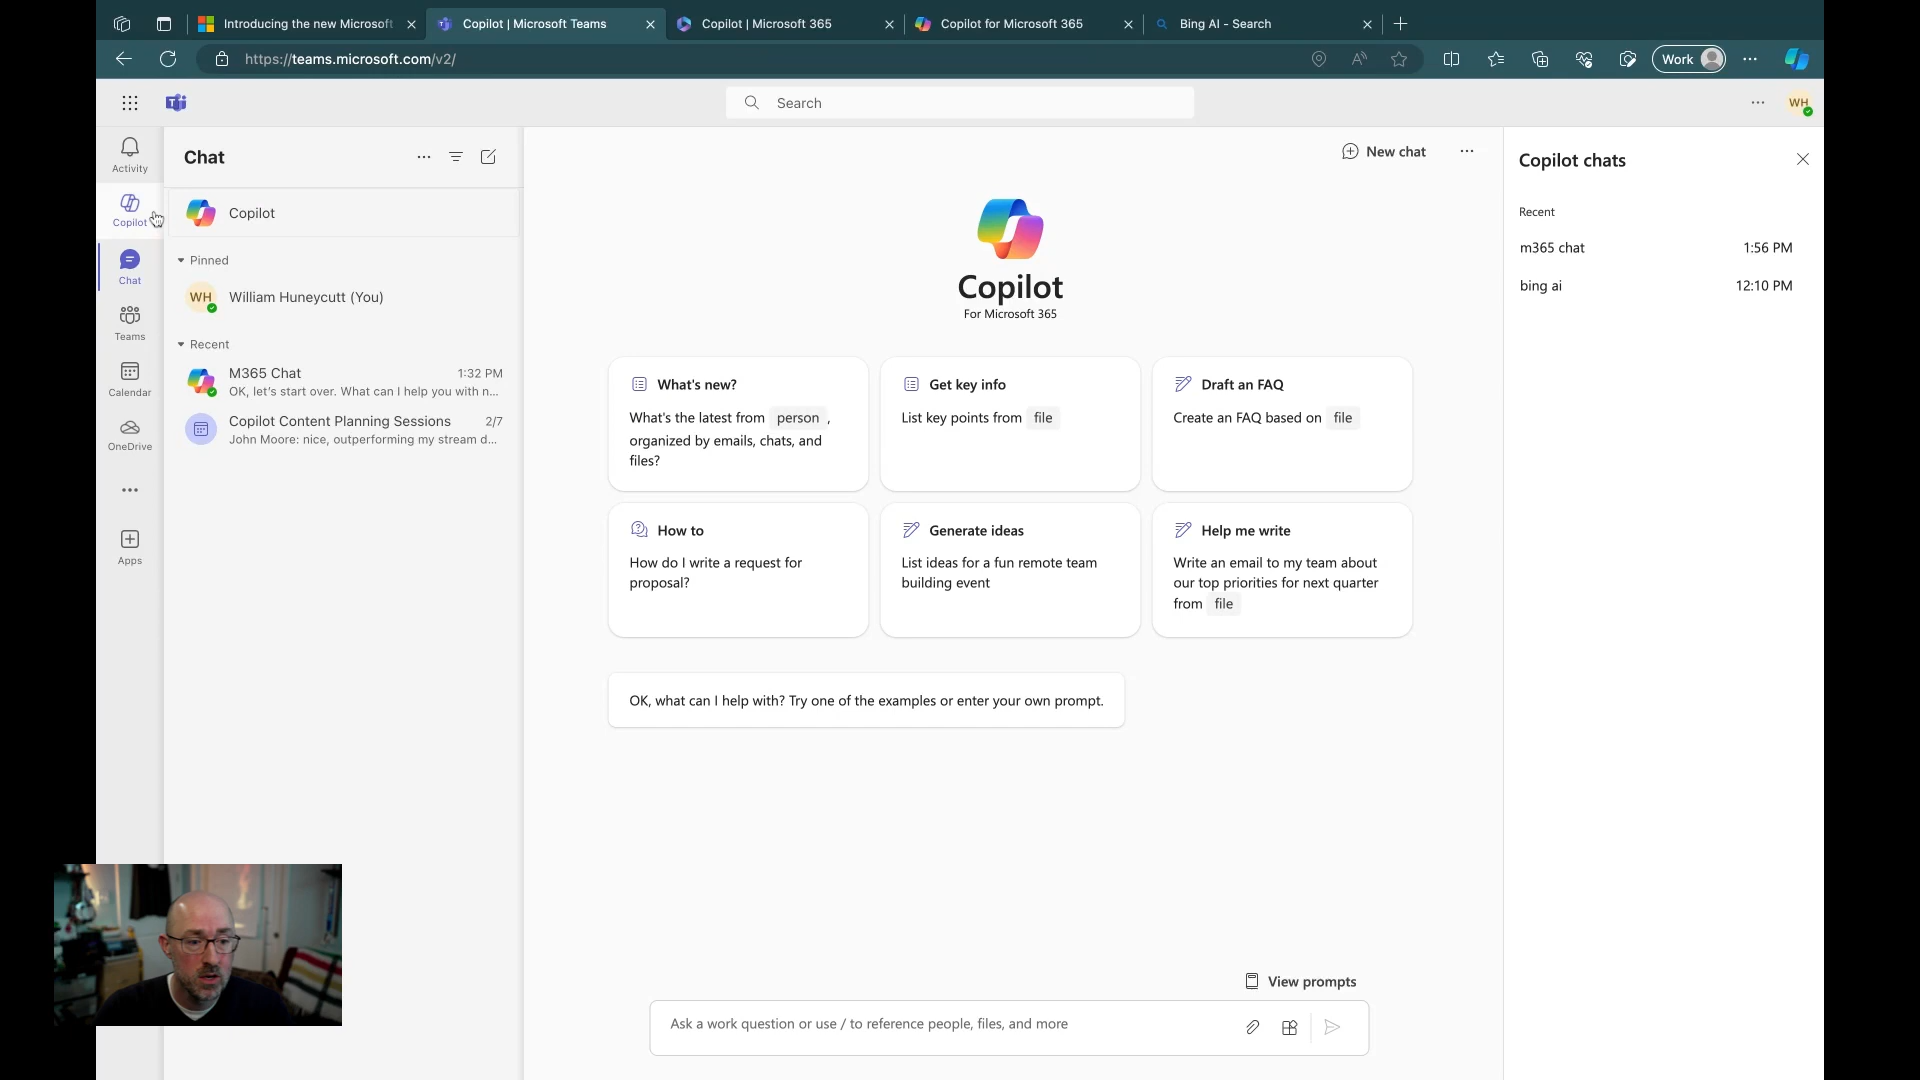 Introducing the new Microsoft
Copilot | Microsoft Teams
Copilot | Microsoft 365
Copilot for Microsoft 365
Bing AI - Search
https://teams.microsoft.com/v2/
Work
Search
WH
Activity
Copilot
Chat
Teams
Calendar
OneDrive
Apps
Chat
Copilot
Pinned
WH
William Huneycutt (You)
Recent
M365 Chat 1:32 PM
OK, let's start over. What can I help you with n...
Copilot Content Planning Sessions 2/7
John Moore: nice, outperforming my stream d...
New chat
Copilot
For Microsoft 365
What's new?
What's the latest from person ,
organized by emails, chats, and
files?
Get key info
List key points from file
Draft an FAQ
Create an FAQ based on file
How to
How do I write a request for
proposal?
Generate ideas
List ideas for a fun remote team
building event
Help me write
Write an email to my team about
our top priorities for next quarter
from file
OK, what can I help with? Try one of the examples or enter your own prompt.
View prompts
Ask a work question or use / to reference people, files, and more
Copilot chats
Recent
m365 chat 1:56 PM
bing ai 12:10 PM